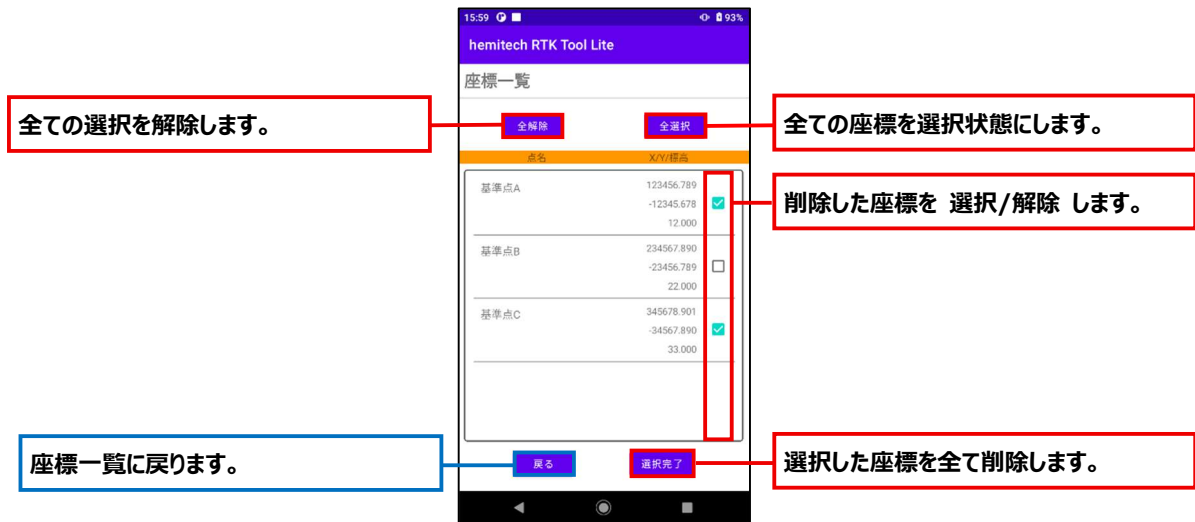 15:59
93%
hemitech RTK Tool Lite
座標一覧
全ての選択を解除します。
全解除
全選択
全ての座標を選択状態にします。
点名
X/Y/標高
基準点A
123456.789
-12345.678
12.000
削除した座標を 選択/解除 します。
基準点B
234567.890
-23456.789
22.000
基準点C
345678.901
-34567.890
33.000
座標一覧に戻ります。
戻る
選択完了
選択した座標を全て削除します。